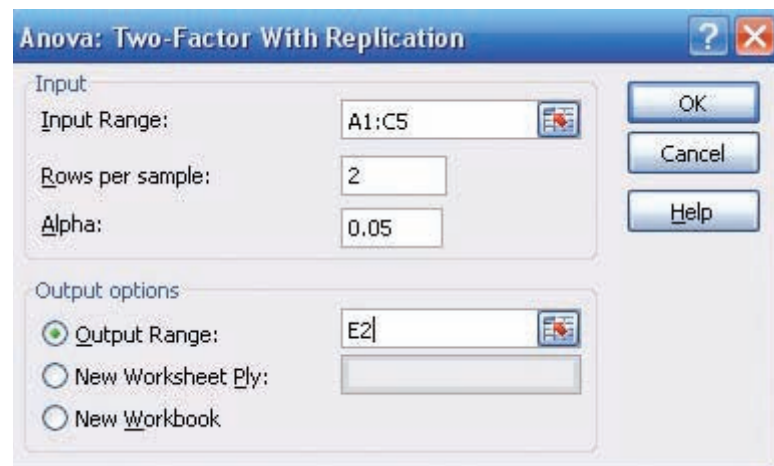 Anova: Two-Factor With Replication
Input
Input Range: A1:C5
Rows per sample: 2
Alpha: 0.05
OK
Cancel
Help
Output options
Output Range: E2
New Worksheet Ply:
New Workbook